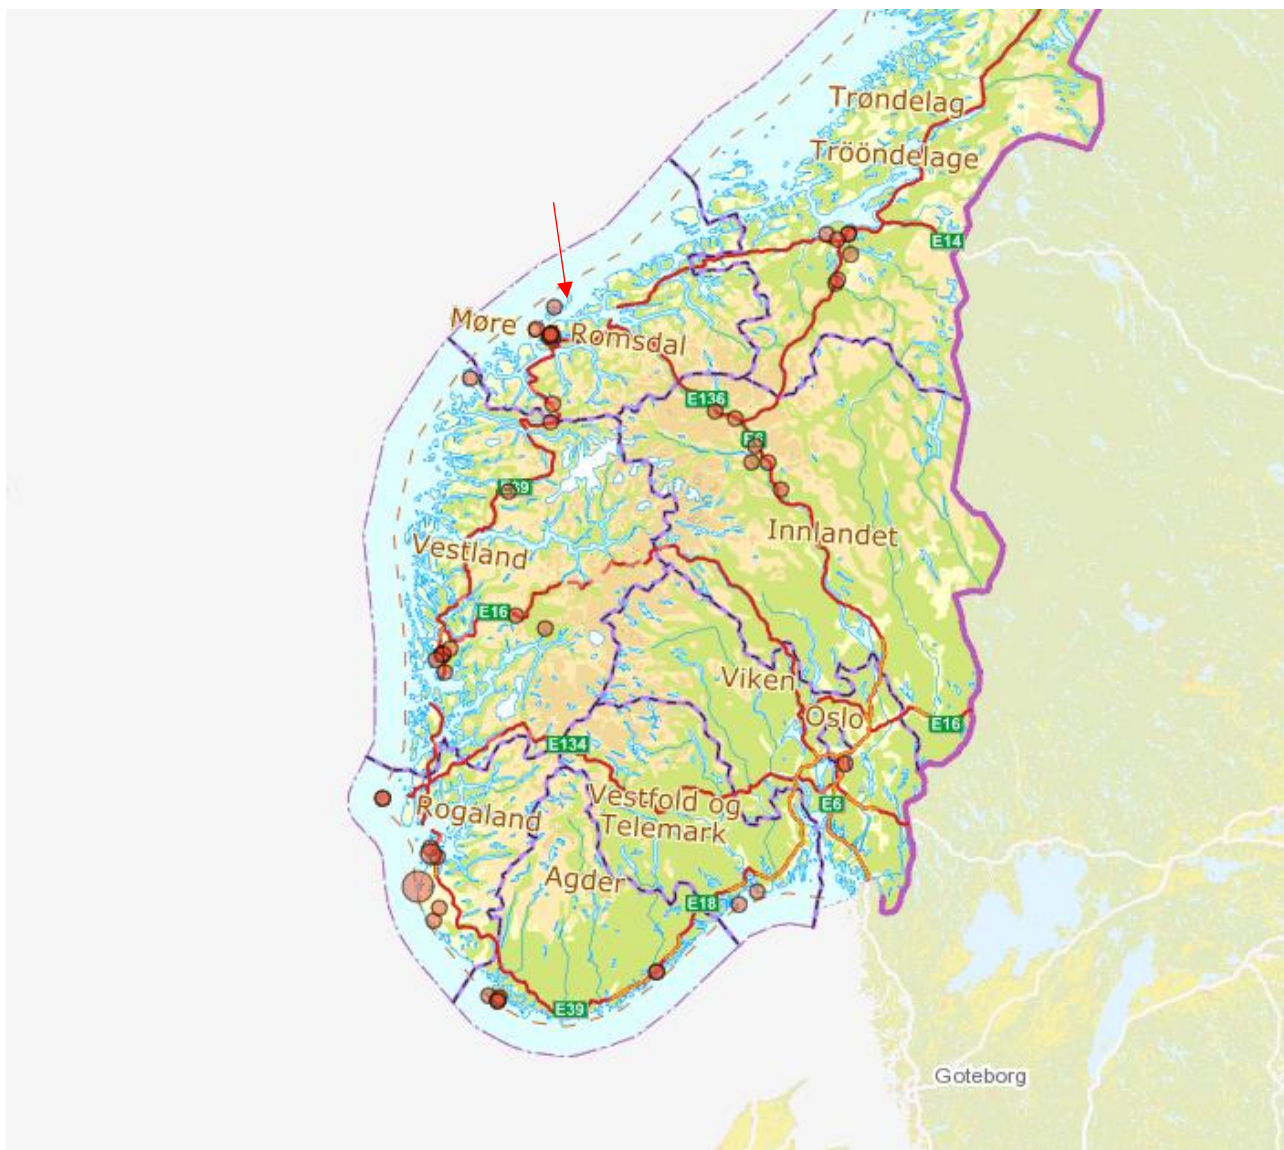 Trøndelag
Trööndelage
E14
Møre
Romsdal
E136
E6
E39
Innlandet
Vestland
E16
Viken
Oslo
E16
E134
Rogaland
Vestfold og
Telemark
E6
Agder
E18
E39
Goteborg